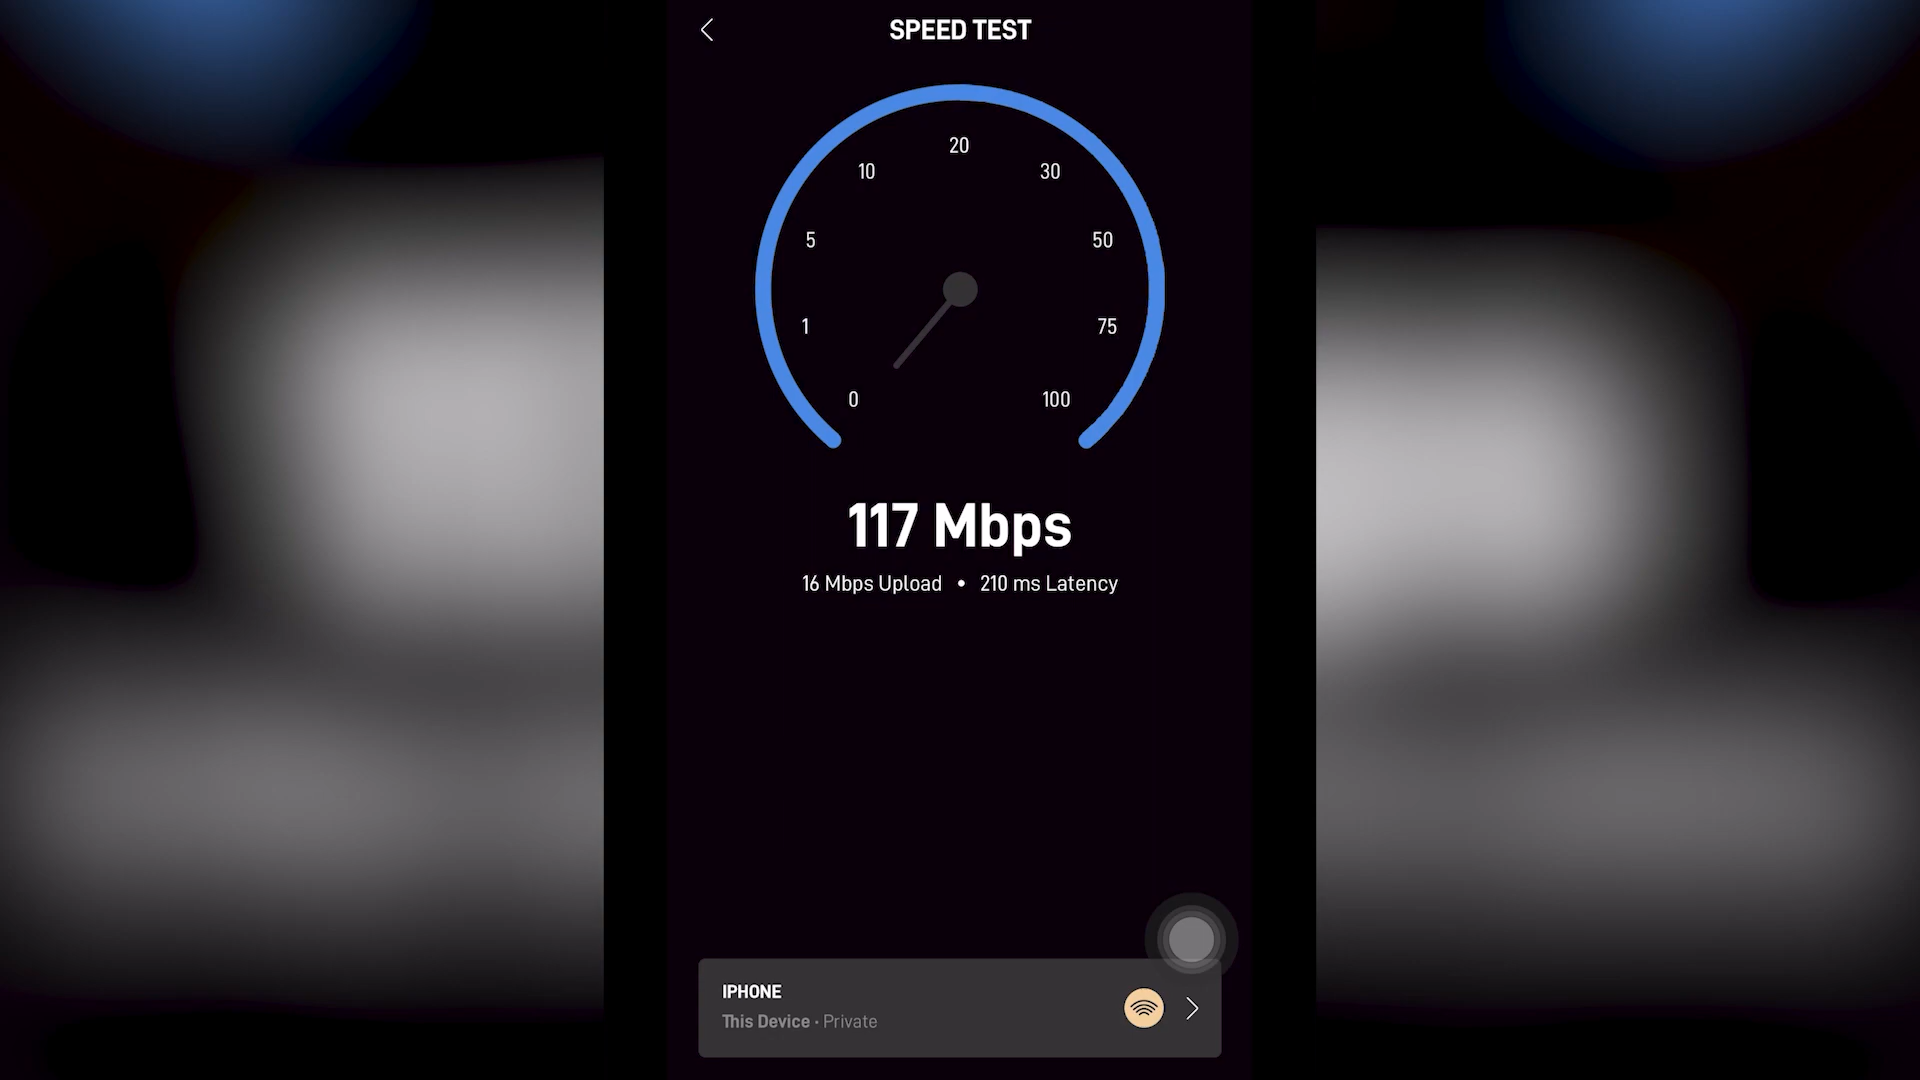 SPEED TEST
20
10
30
5
50
1
75
0
100
117 Mbps
16 Mbps Upload • 210 ms Latency
IPHONE
This Device · Private